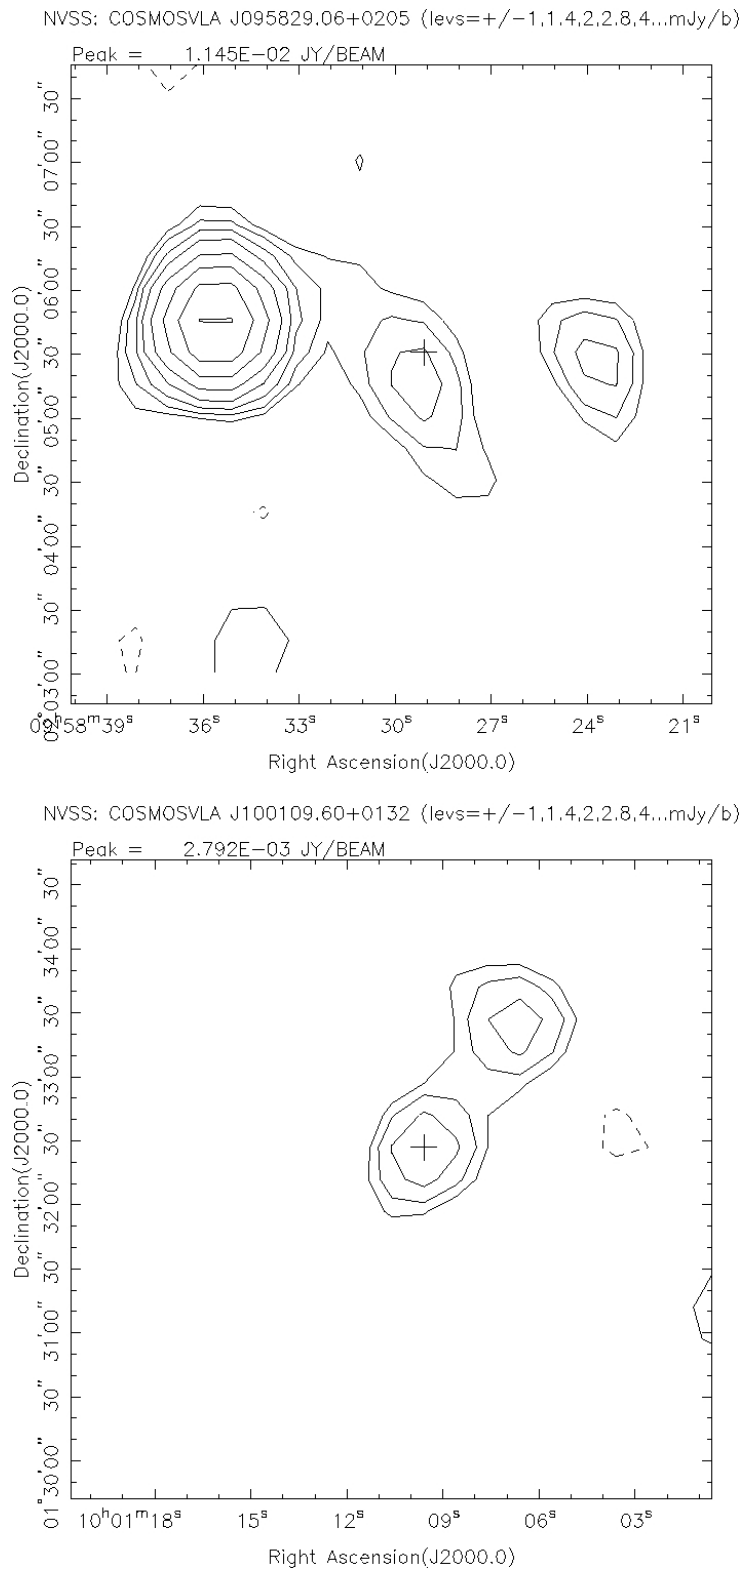 NVSS: COSMOSVLA J095829.06+0205 (levs=+/-1,1.4,2,2.8,4...mJy/b)
Peak = 1.145E-02 JY/BEAM
30"
07'00"
30"
06'00"
30"
05'00"
30"
04'00"
30"
02°03'00"
Declination(J2000.0)
09h58m39s 36s 33s 30s 27s 24s 21s
Right Ascension(J2000.0)
NVSS: COSMOSVLA J100109.60+0132 (levs=+/-1,1.4,2,2.8,4...mJy/b)
Peak = 2.792E-03 JY/BEAM
30"
34'00"
30"
33'00"
30"
32'00"
30"
31'00"
30"
01°30'00"
Declination(J2000.0)
10h01m18s 15s 12s 09s 06s 03s
Right Ascension(J2000.0)